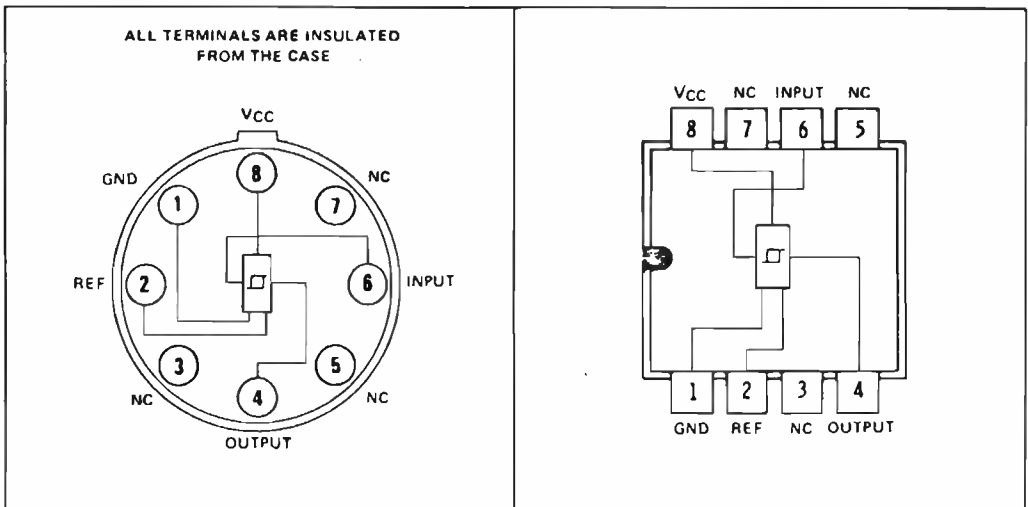 ALL TERMINALS ARE INSULATED
FROM THE CASE
VCC
GND
NC
8
1
7
REF
2
6
INPUT
3
5
NC
4
NC
OUTPUT
VCC NC INPUT NC
8 7 6 5
1 2 3 4
GND REF NC OUTPUT